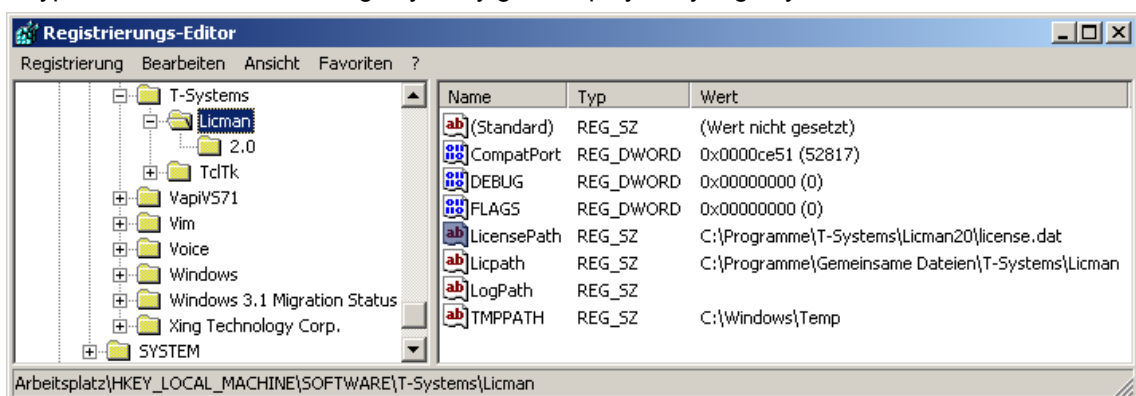 Registrierungs-Editor
Registrierung Bearbeiten Ansicht Favoriten ?
T-Systems
Licman
2.0
TclTk
VapiVS71
Vim
Voice
Windows
Windows 3.1 Migration Status
Xing Technology Corp.
SYSTEM
Name Typ Wert
(Standard) REG_SZ (Wert nicht gesetzt)
CompatPort REG_DWORD 0x0000ce51 (52817)
DEBUG REG_DWORD 0x00000000 (0)
FLAGS REG_DWORD 0x00000000 (0)
LicensePath REG_SZ C:\Programme\T-Systems\Licman20\license.dat
Licpath REG_SZ C:\Programme\Gemeinsame Dateien\T-Systems\Licman
LogPath REG_SZ
TMPPATH REG_SZ C:\Windows\Temp
Arbeitsplatz\HKEY_LOCAL_MACHINE\SOFTWARE\T-Systems\Licman